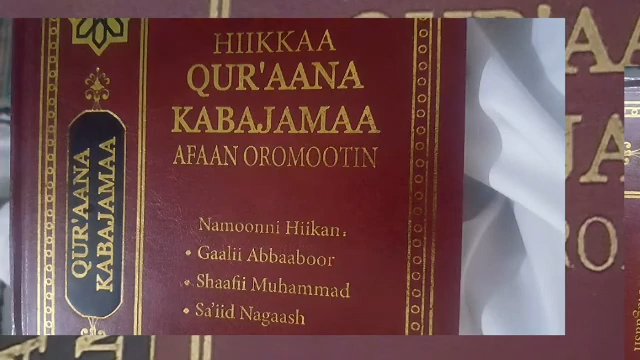 HIIKKAA
QUR'AANA
KABAJAMAA
AFAAN OROMOOTIN
Namoonni Hiikan:
• Gaalii Abbaaboor
• Shaafii Muhammad
• Sa'iid Nagaash
QUR'AANA
KABAJAMAA